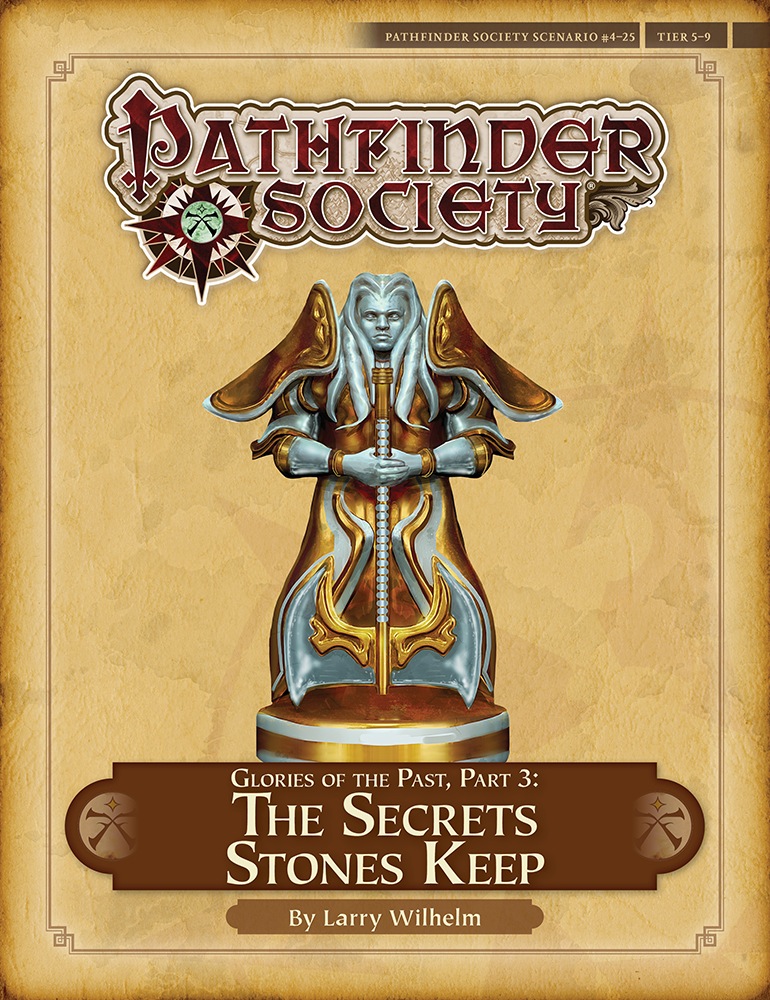 PATHFINDER SOCIETY SCENARIO #4–25 TIER 5–9
PATHFINDER
SOCIETY®
GLORIES OF THE PAST, PART 3:
THE SECRETS
STONES KEEP
By Larry Wilhelm